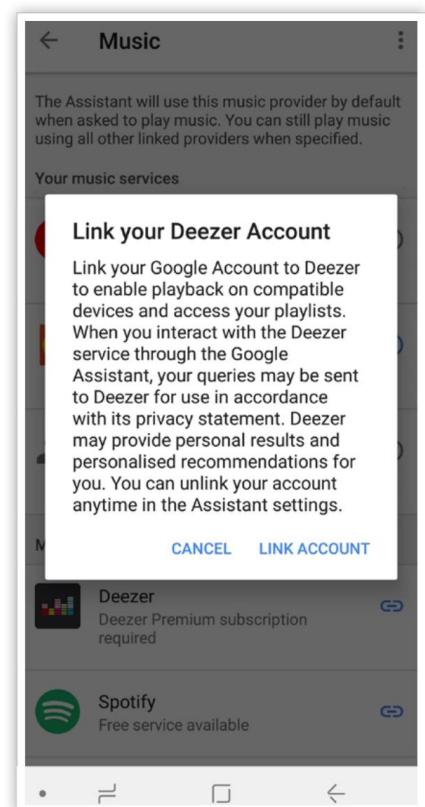 Music
The Assistant will use this music provider by default
when asked to play music. You can still play music
using all other linked providers when specified.
Your music services
Link your Deezer Account
Link your Google Account to Deezer
to enable playback on compatible
devices and access your playlists.
When you interact with the Deezer
service through the Google
Assistant, your queries may be sent
to Deezer for use in accordance
with its privacy statement. Deezer
may provide personal results and
personalised recommendations for
you. You can unlink your account
anytime in the Assistant settings.
CANCEL LINK ACCOUNT
M
Deezer
Deezer Premium subscription
required
Spotify
Free service available